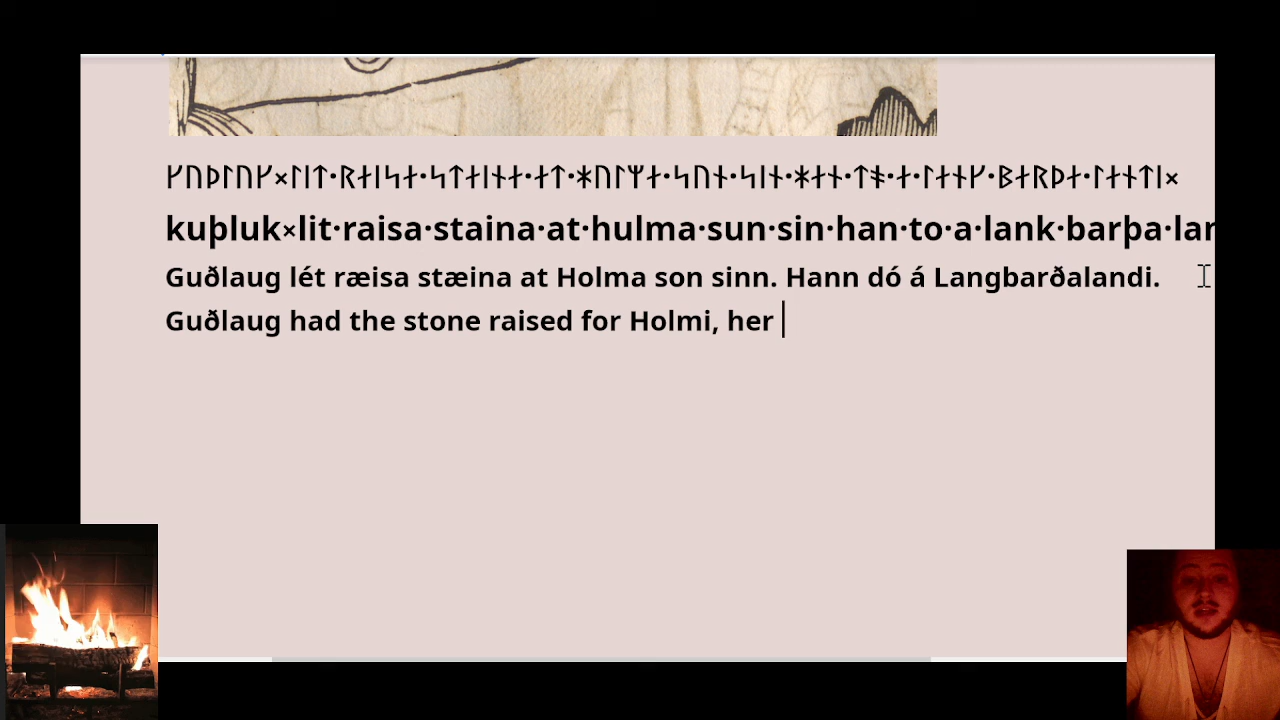 ᚴᚢᚦᛚᚢᚴ×ᛚᛁᛏ·ᚱᛅᛁᛋᛅ·ᛋᛏᛅᛁᚾᛅ·ᛅᛏ·ᚼᚢᛚᛘᛅ·ᛋᚢᚾ·ᛋᛁᚾ·ᚼᛅᚾ·ᛏᚬ·ᛅ·ᛚᛅᚾᚴ·ᛒᛅᚱᚦᛅ·ᛚᛅᚾᛏᛁ×
kuþluk×lit·raisa·staina·at·hulma·sun·sin·han·to·a·lank·barþa·lan
Guðlaug lét ræisa stæina at Holma son sinn. Hann dó á Langbarðalandi.
Guðlaug had the stone raised for Holmi, her